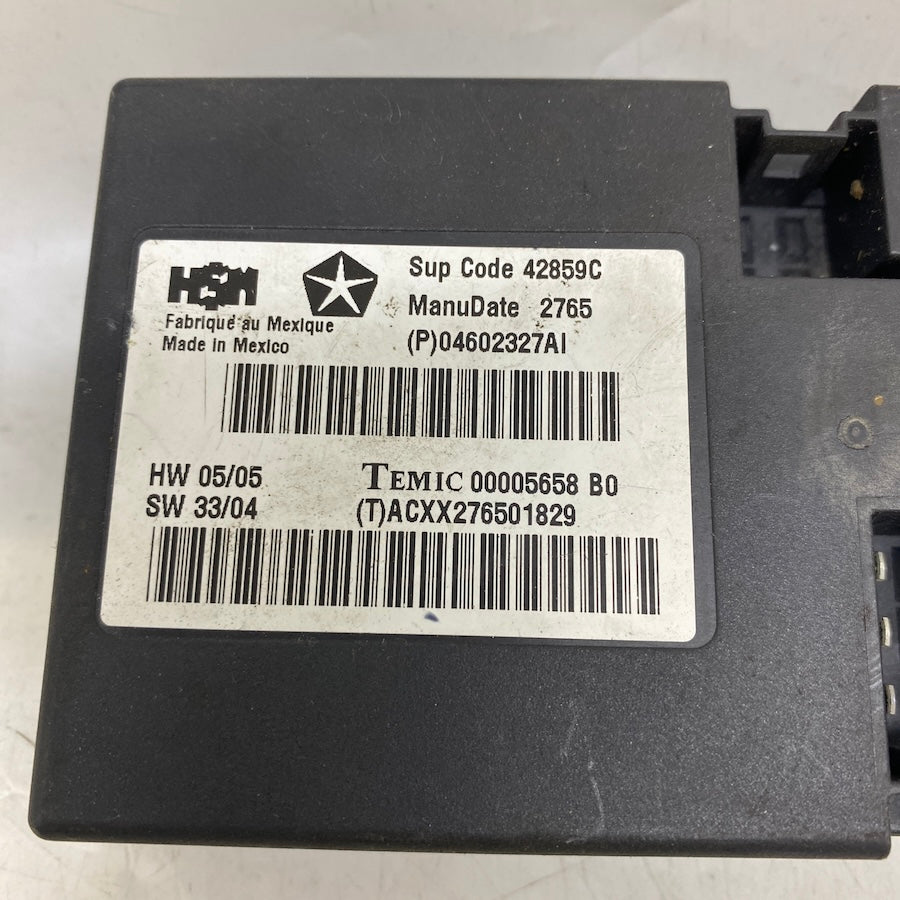 HSM
Sup Code 42859C
ManuDate 2765
Fabriqué au Mexique
Made in Mexico
(P)04602327AI
HW 05/05
TEMIC 00005658 B0
SW 33/04
(T)ACXX276501829